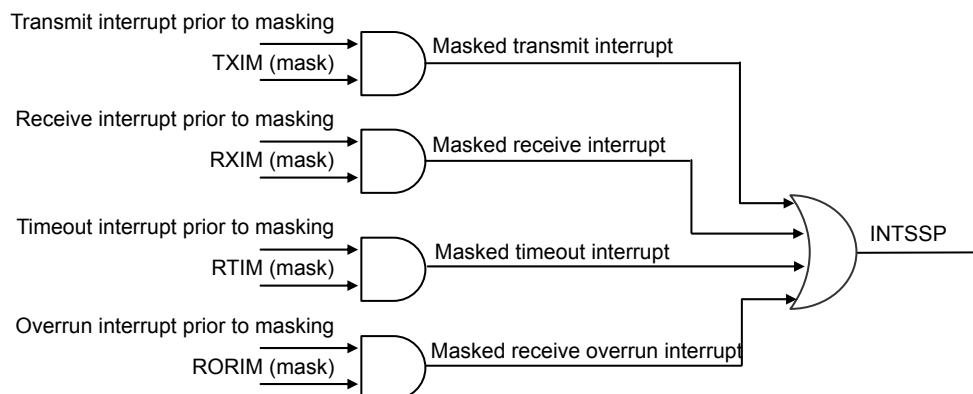 Transmit interrupt prior to masking
TXIM (mask)
Masked transmit interrupt
Receive interrupt prior to masking
RXIM (mask)
Masked receive interrupt
Timeout interrupt prior to masking
RTIM (mask)
Masked timeout interrupt
INTSSP
Overrun interrupt prior to masking
RORIM (mask)
Masked receive overrun interrupt